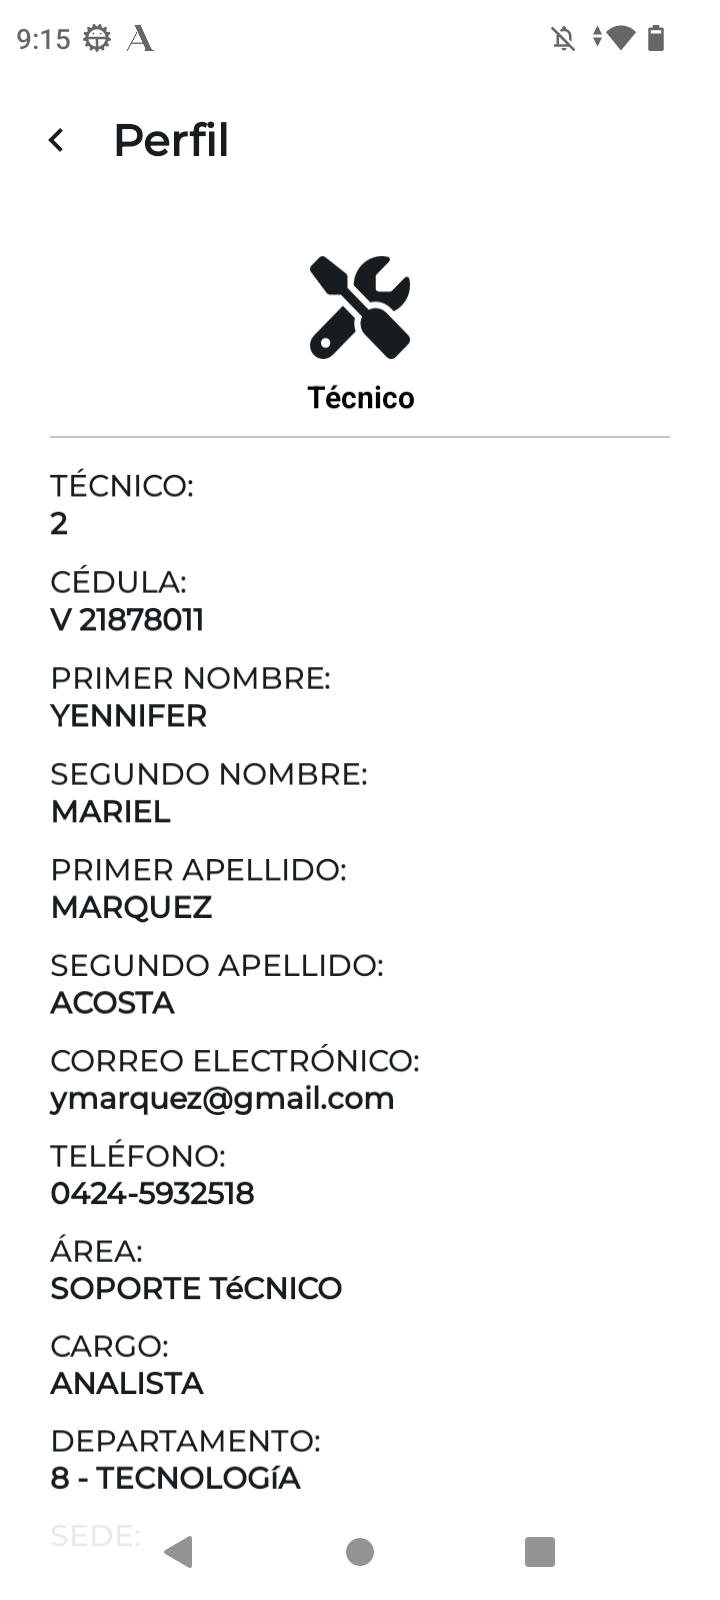 9:15
Perfil
Técnico
TÉCNICO:
2
CÉDULA:
V 21878011
PRIMER NOMBRE:
YENNIFER
SEGUNDO NOMBRE:
MARIEL
PRIMER APELLIDO:
MARQUEZ
SEGUNDO APELLIDO:
ACOSTA
CORREO ELECTRÓNICO:
ymarquez@gmail.com
TELÉFONO:
0424-5932518
ÁREA:
SOPORTE TéCNICO
CARGO:
ANALISTA
DEPARTAMENTO:
8 - TECNOLOGíA
SEDE: